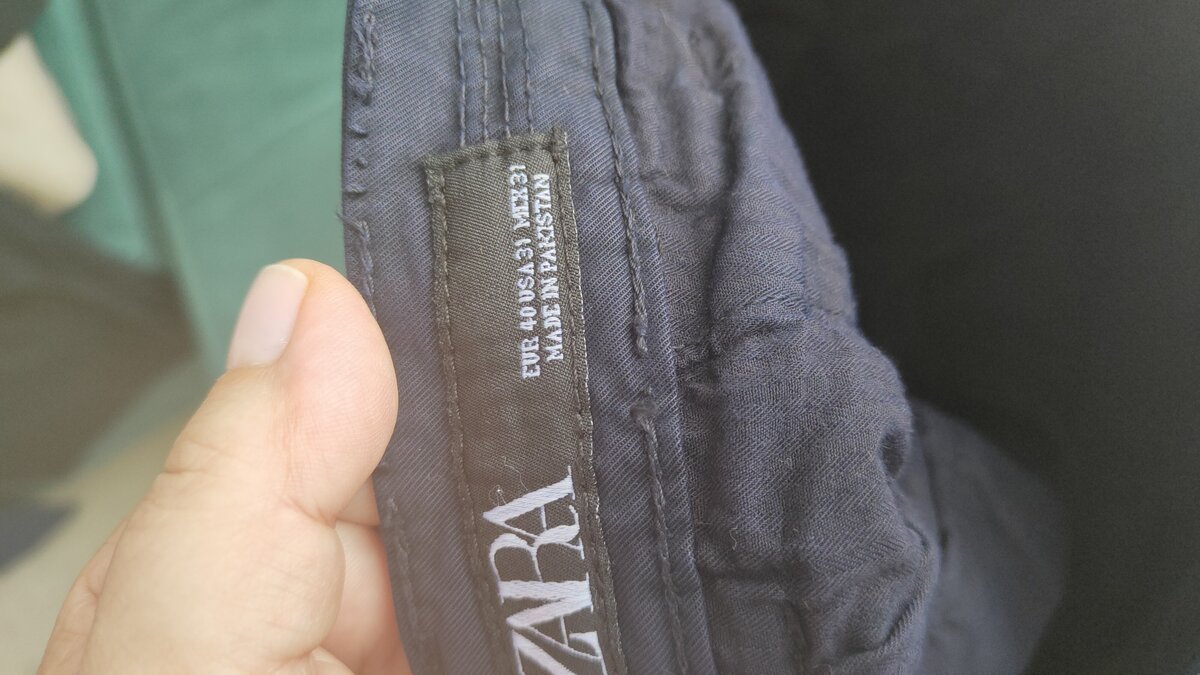 ZARA
EUR 40 USA 31 MEX 31
MADE IN PAKISTAN